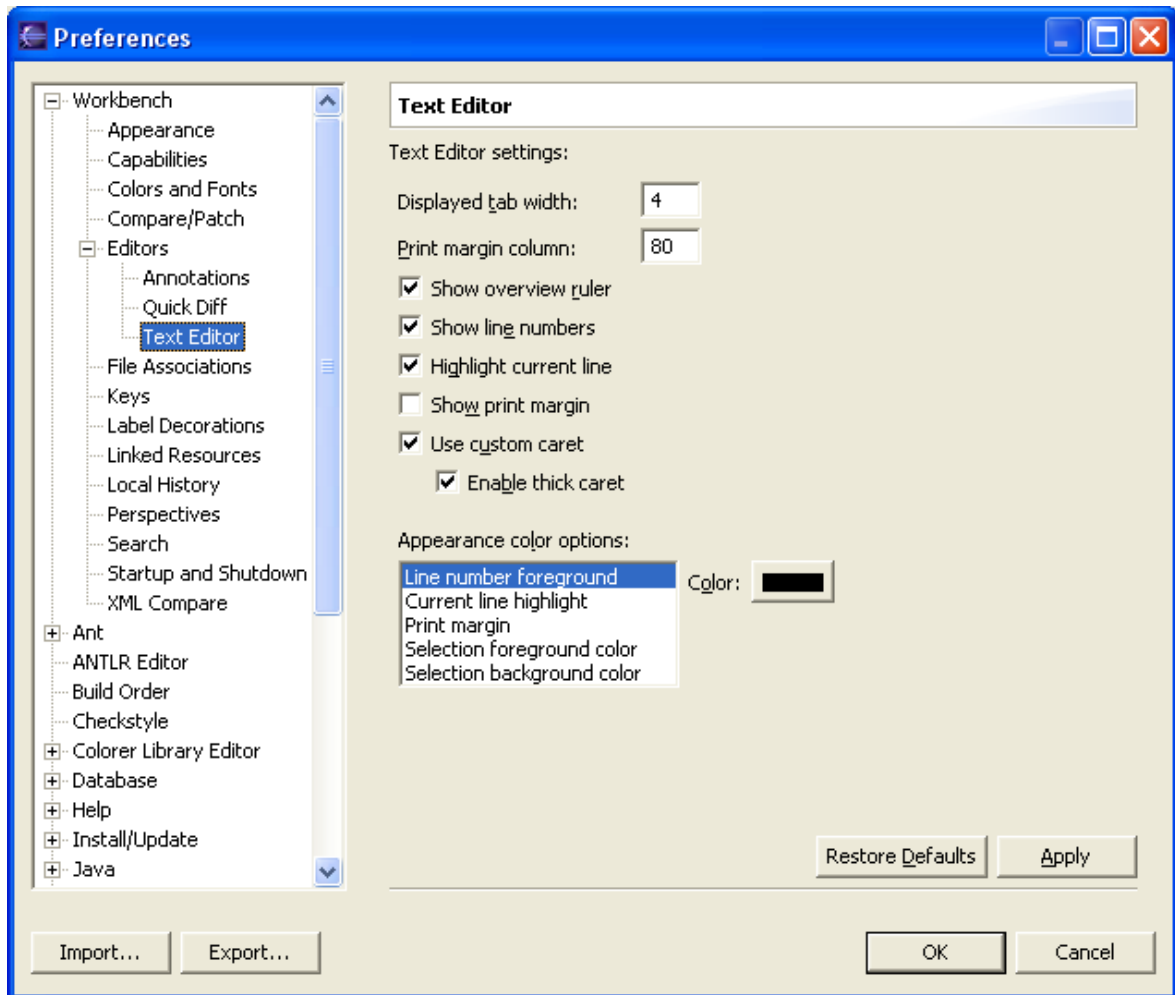 Preferences
Workbench
Appearance
Capabilities
Colors and Fonts
Compare/Patch
Editors
Annotations
Quick Diff
Text Editor
File Associations
Keys
Label Decorations
Linked Resources
Local History
Perspectives
Search
Startup and Shutdown
XML Compare
Ant
ANTLR Editor
Build Order
Checkstyle
Colorer Library Editor
Database
Help
Install/Update
Java
Text Editor
Text Editor settings:
Displayed tab width: 4
Print margin column: 80
Show overview ruler
Show line numbers
Highlight current line
Show print margin
Use custom caret
Enable thick caret
Appearance color options:
Line number foreground
Current line highlight
Print margin
Selection foreground color
Selection background color
Color:
Restore Defaults
Apply
Import...
Export...
OK
Cancel